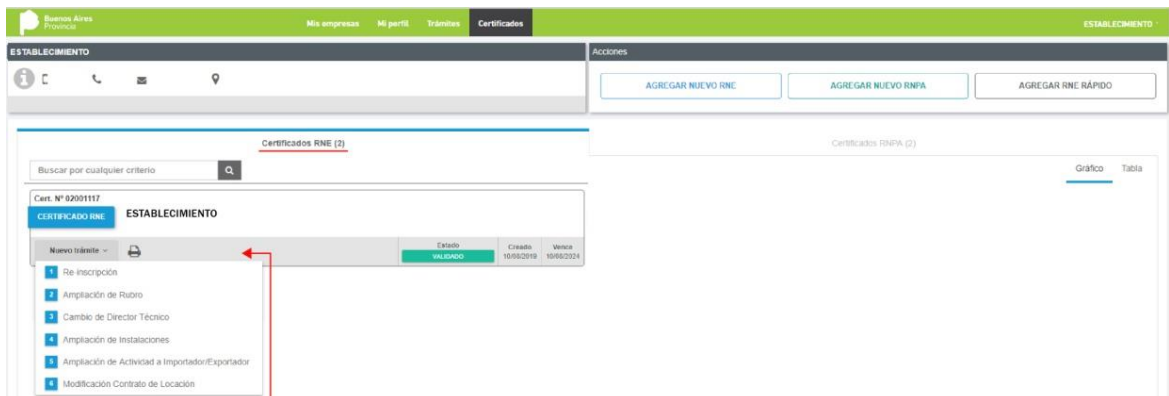 Buenos Aires
Provincia
Mis empresas Mi perfil Trámites Certificados ESTABLECIMIENTO
ESTABLECIMIENTO
Acciones
AGREGAR NUEVO RNE AGREGAR NUEVO RNPA AGREGAR RNE RÁPIDO
Certificados RNE (2) Certificados RNPA (2)
Buscar por cualquier criterio
Gráfico Tabla
Cert. Nº 02001117
CERTIFICADO RNE ESTABLECIMIENTO
Nuevo trámite
Estado Creado Vence
VALIDADO 10/08/2019 10/08/2024
1 Re-inscripción
2 Ampliación de Rubro
3 Cambio de Director Técnico
4 Ampliación de Instalaciones
5 Ampliación de Actividad a Importador/Exportador
6 Modificación Contrato de Locación